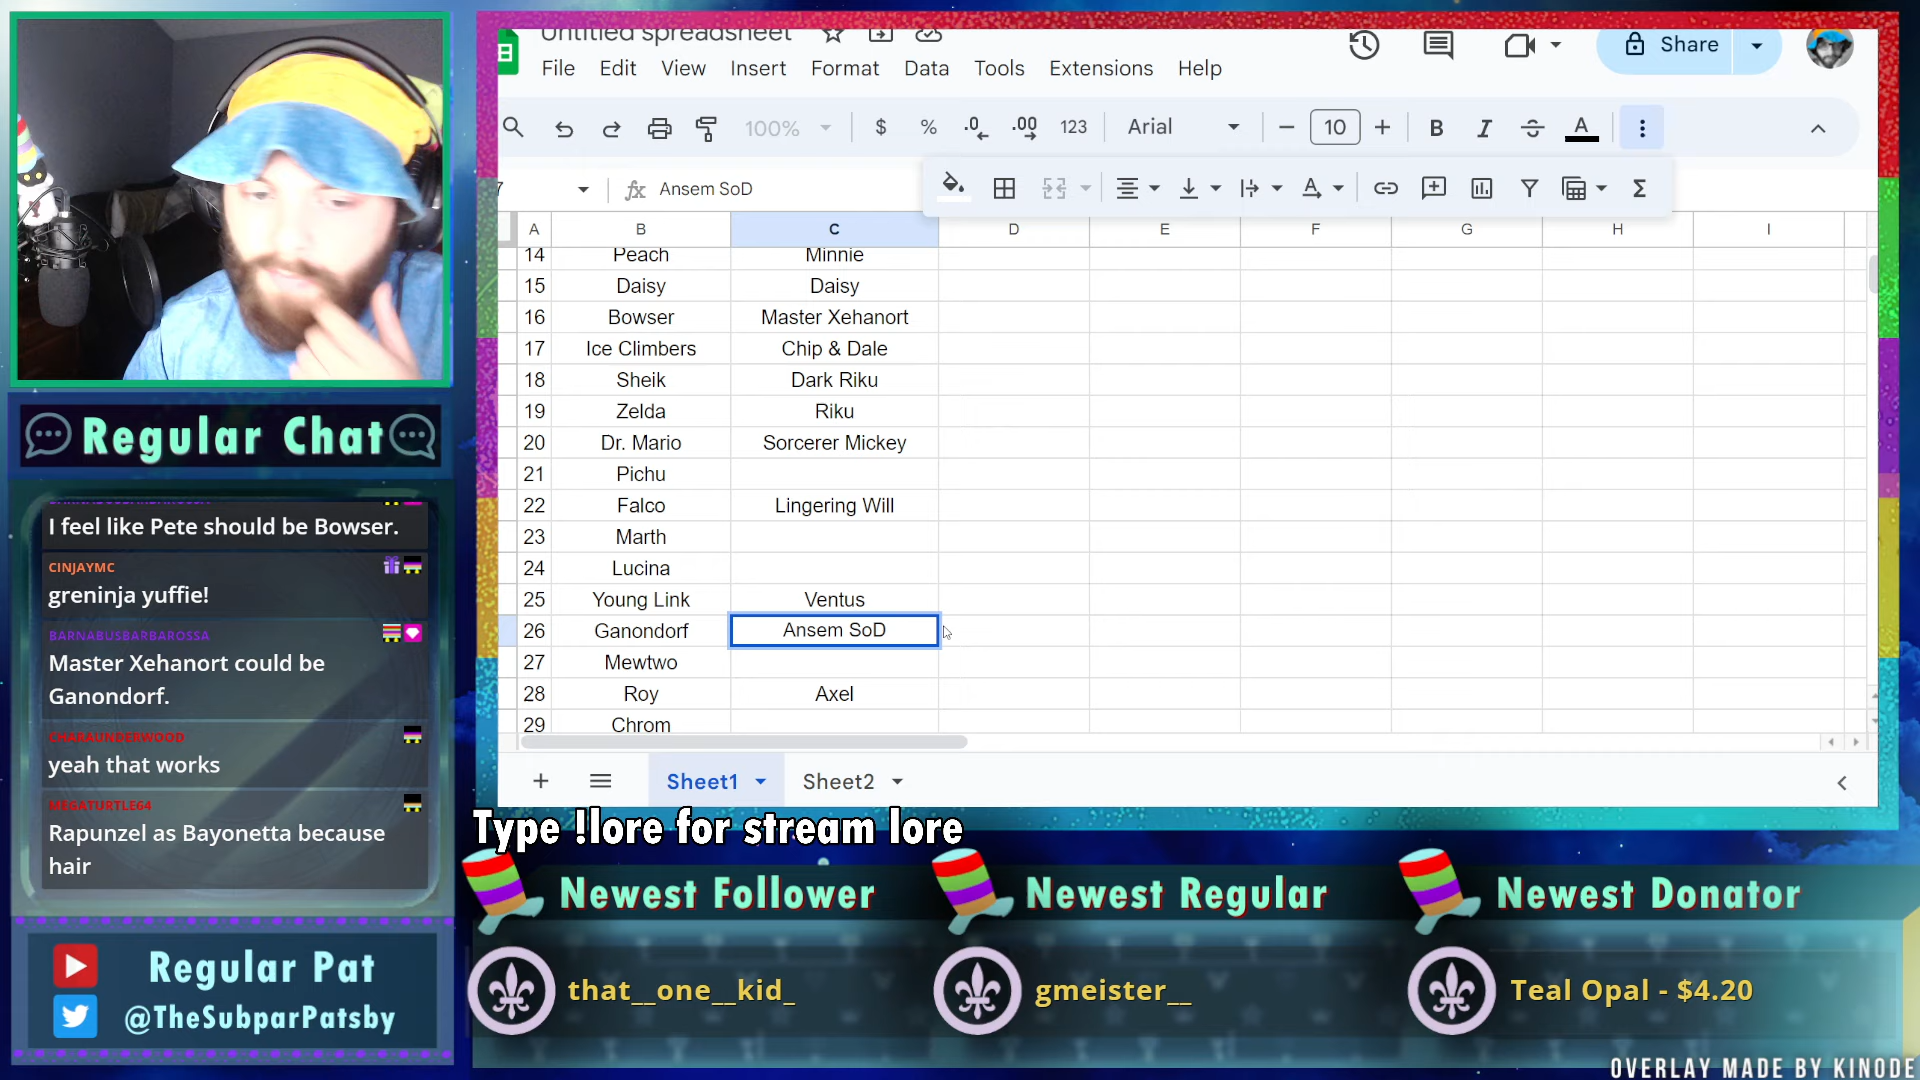 Untitled spreadsheet
File Edit View Insert Format Data Tools Extensions Help
Share
100% $ % .0 .00 123 Arial 10 B I A
fx Ansem SoD
A B C D E F G H I
14 Peach Minnie
15 Daisy Daisy
16 Bowser Master Xehanort
17 Ice Climbers Chip & Dale
18 Sheik Dark Riku
19 Zelda Riku
20 Dr. Mario Sorcerer Mickey
21 Pichu
22 Falco Lingering Will
23 Marth
24 Lucina
25 Young Link Ventus
26 Ganondorf Ansem SoD
27 Mewtwo
28 Roy Axel
29 Chrom
Sheet1 Sheet2
Regular Chat
I feel like Pete should be Bowser.
CINJAYMC
greninja yuffie!
BARNABUSBARBAROSSA
Master Xehanort could be
Ganondorf.
CHARAUNDERWOOD
yeah that works
MEGATURTLE64
Rapunzel as Bayonetta because
hair
Regular Pat
@TheSubparPatsby
Type !lore for stream lore
Newest Follower
that__one__kid_
Newest Regular
gmeister__
Newest Donator
Teal Opal - $4.20
OVERLAY MADE BY KINODE